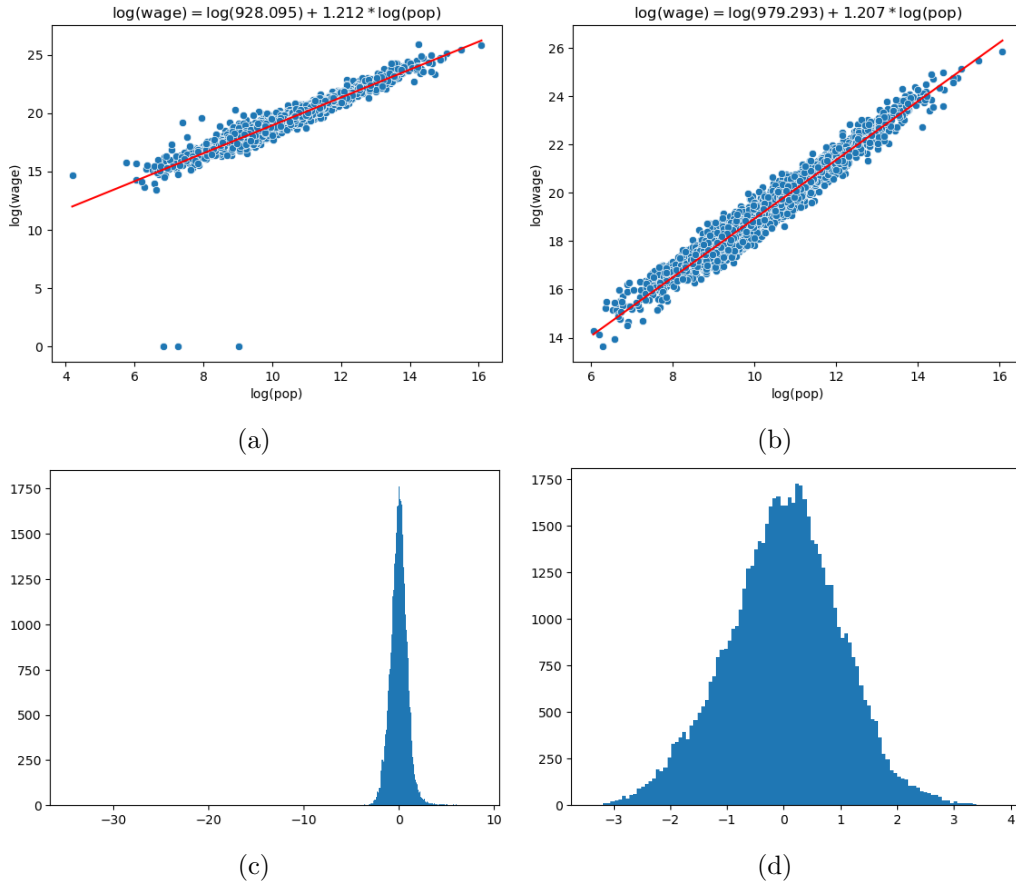 log(wage) = log(928.095) + 1.212 * log(pop)
25
20
15
10
5
0
log(wage)
4 6 8 10 12 14 16
log(pop)
(a)
log(wage) = log(979.293) + 1.207 * log(pop)
26
24
22
20
18
16
14
log(wage)
6 8 10 12 14 16
log(pop)
(b)
1750
1500
1250
1000
750
500
250
0
−30 −20 −10 0 10
(c)
1750
1500
1250
1000
750
500
250
0
−3 −2 −1 0 1 2 3 4
(d)